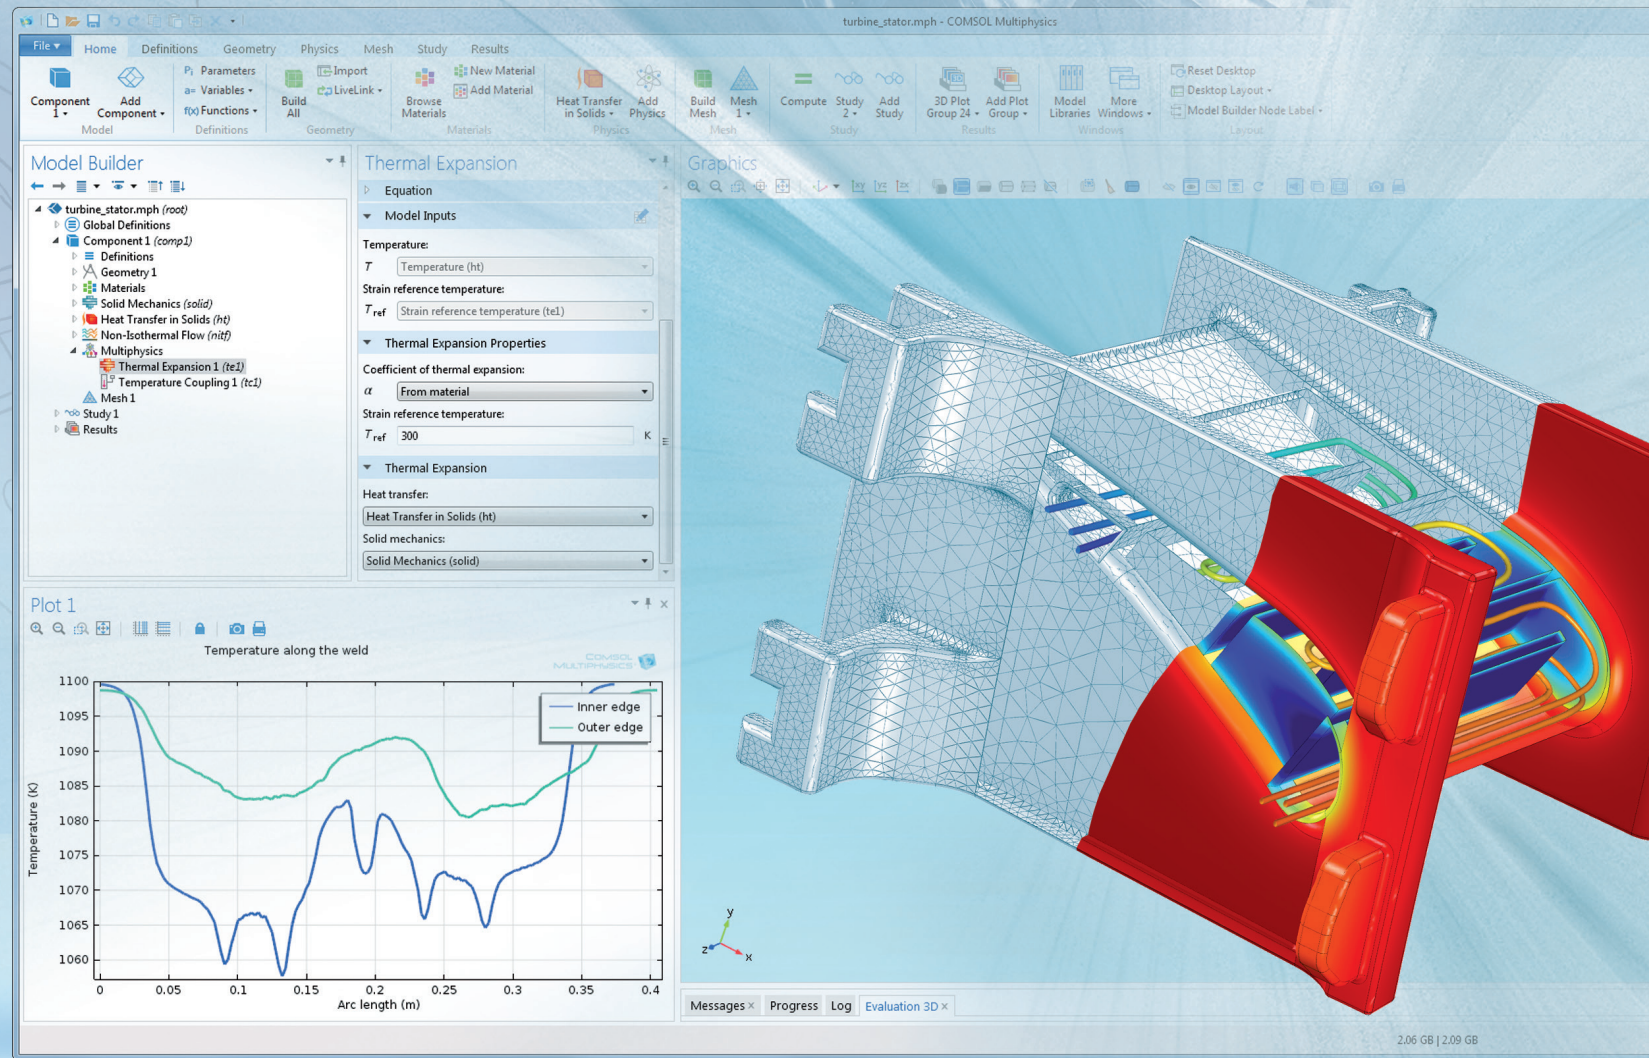 turbine_stator.mph - COMSOL Multiphysics
File Home Definitions Geometry Physics Mesh Study Results
Component 1
Add Component
Model
Pi Parameters
a= Variables
f(x) Functions
Definitions
Build All
Import
LiveLink
Geometry
Browse Materials
New Material
Add Material
Materials
Heat Transfer in Solids
Add Physics
Physics
Build Mesh
Mesh 1
Mesh
Compute
Study 2
Add Study
Study
3D Plot Group 24
Add Plot Group
Results
Model Libraries
More Windows
Windows
Reset Desktop
Desktop Layout
Model Builder Node Label
Layout
Model Builder
turbine_stator.mph (root)
Global Definitions
Component 1 (comp1)
Definitions
Geometry 1
Materials
Solid Mechanics (solid)
Heat Transfer in Solids (ht)
Non-Isothermal Flow (nitf)
Multiphysics
Thermal Expansion 1 (te1)
Temperature Coupling 1 (tc1)
Mesh 1
Study 1
Results
Thermal Expansion
Equation
Model Inputs
Temperature:
T Temperature (ht)
Strain reference temperature:
Tref Strain reference temperature (te1)
Thermal Expansion Properties
Coefficient of thermal expansion:
α From material
Strain reference temperature:
Tref 300 K
Thermal Expansion
Heat transfer:
Heat Transfer in Solids (ht)
Solid mechanics:
Solid Mechanics (solid)
Graphics
xy yz zx
Plot 1
Temperature along the weld
COMSOL
MULTIPHYSICS
Inner edge
Outer edge
Temperature (K)
1100
1095
1090
1085
1080
1075
1070
1065
1060
0 0.05 0.1 0.15 0.2 0.25 0.3 0.35 0.4
Arc length (m)
y
z
x
Messages Progress Log Evaluation 3D
2.06 GB | 2.09 GB